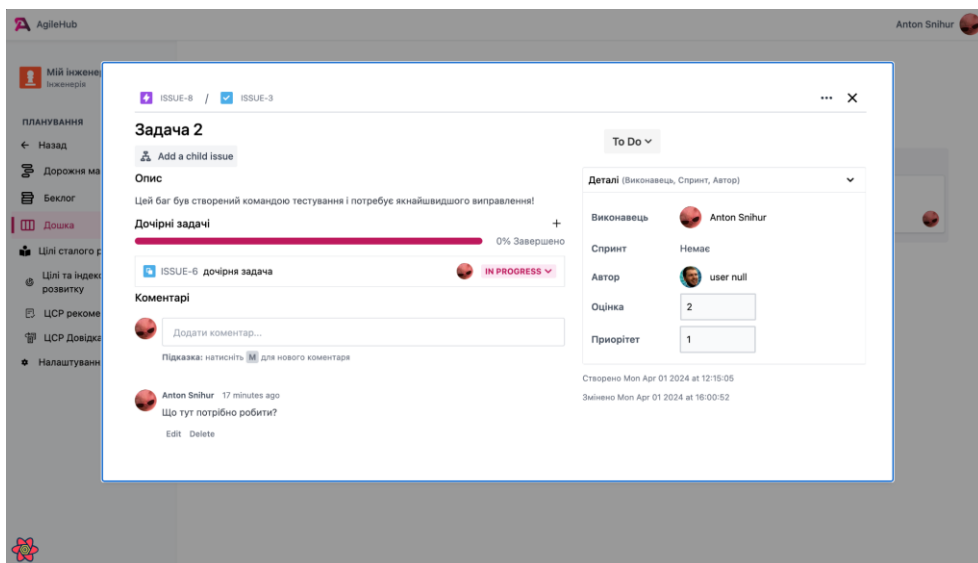 AgileHub
Anton Snihur
Мій інженер
Інженерія
ПЛАНУВАННЯ
Назад
Дорожня ма
Беклог
Дошка
Цілі сталого р
Цілі та індекс
розвитку
ЦСР рекоме
ЦСР Довідка
Налаштуванн
ISSUE-8 / ISSUE-3
Задача 2
Add a child issue
Опис
Цей баг був створений командою тестування і потребує якнайшвидшого виправлення!
Дочірні задачі
0% Завершено
ISSUE-6 дочірня задача
IN PROGRESS
Коментарі
Додати коментар...
Підказка: натисніть M для нового коментаря
Anton Snihur 17 minutes ago
Що тут потрібно робити?
Edit Delete
To Do
Деталі (Виконавець, Спринт, Автор)
Виконавець Anton Snihur
Спринт Немає
Автор user null
Оцінка 2
Приорітет 1
Створено Mon Apr 01 2024 at 12:15:05
Змінено Mon Apr 01 2024 at 16:00:52